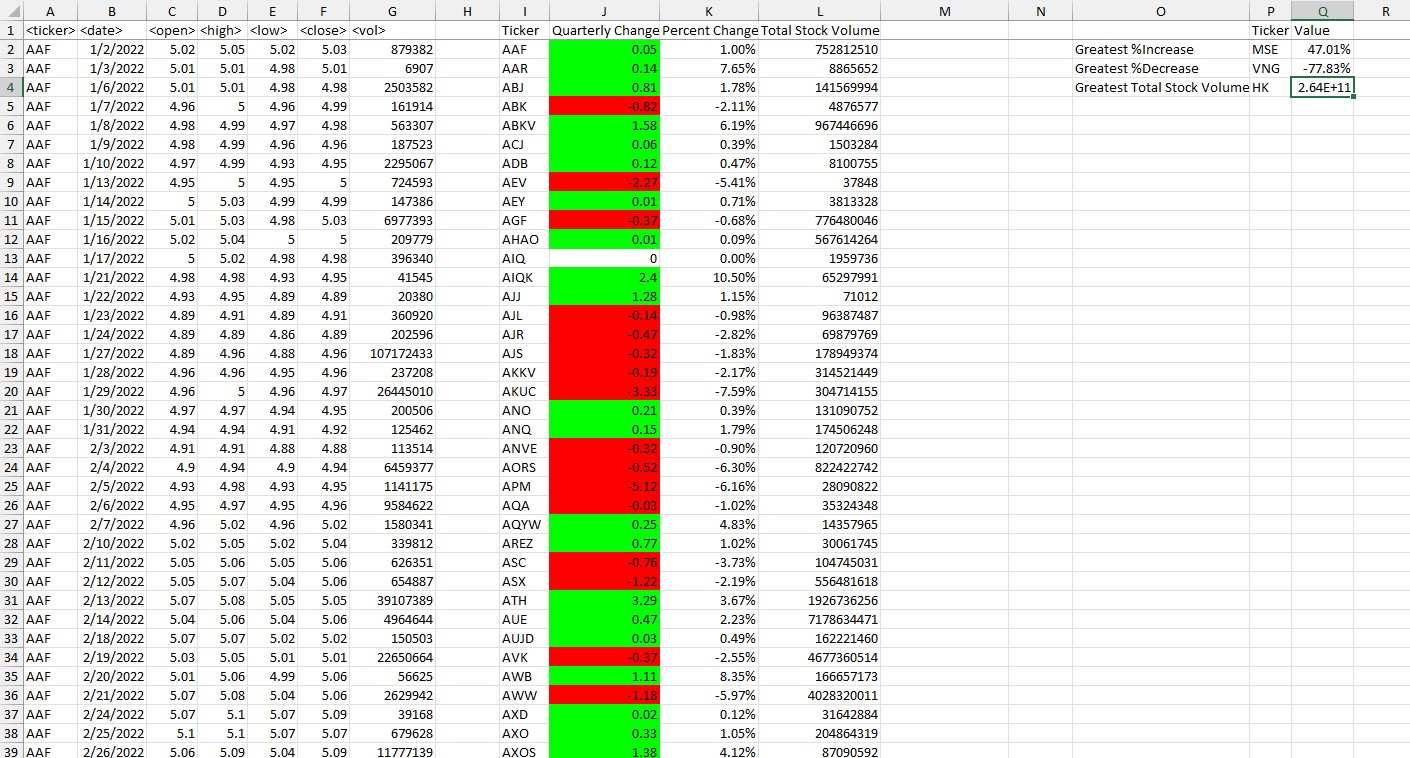 A B C D E F G H I J K L M N O P Q R
1 <ticker> <date> <open> <high> <low> <close> <vol> Ticker Quarterly Change Percent Change Total Stock Volume Ticker Value
2 AAF 1/2/2022 5.02 5.05 5.02 5.03 879382 AAF 0.05 1.00% 752812510 Greatest %Increase MSE 47.01%
3 AAF 1/3/2022 5.01 5.01 4.98 5.01 6907 AAR 0.14 7.65% 8865652 Greatest %Decrease VNG -77.83%
4 AAF 1/6/2022 5.01 5.01 4.98 4.98 2503582 ABJ 0.81 1.78% 141569994 Greatest Total Stock Volume HK 2.64E+11
5 AAF 1/7/2022 4.96 5 4.96 4.99 161914 ABK -0.82 -2.11% 4876577
6 AAF 1/8/2022 4.98 4.99 4.97 4.98 563307 ABKV 1.58 6.19% 967446696
7 AAF 1/9/2022 4.98 4.99 4.96 4.96 187523 ACJ 0.06 0.39% 1503284
8 AAF 1/10/2022 4.97 4.99 4.93 4.95 2295067 ADB 0.12 0.47% 8100755
9 AAF 1/13/2022 4.95 5 4.95 5 724593 AEV -2.27 -5.41% 37848
10 AAF 1/14/2022 5 5.03 4.99 4.99 147386 AEY 0.01 0.71% 3813328
11 AAF 1/15/2022 5.01 5.03 4.98 5.03 6977393 AGF -0.37 -0.68% 776480046
12 AAF 1/16/2022 5.02 5.04 5 5 209779 AHAO 0.01 0.09% 567614264
13 AAF 1/17/2022 5 5.02 4.98 4.98 396340 AIQ 0 0.00% 1959736
14 AAF 1/21/2022 4.98 4.98 4.93 4.95 41545 AIQK 2.4 10.50% 65297991
15 AAF 1/22/2022 4.93 4.95 4.89 4.89 20380 AJJ 1.28 1.15% 71012
16 AAF 1/23/2022 4.89 4.91 4.89 4.91 360920 AJL -0.14 -0.98% 96387487
17 AAF 1/24/2022 4.89 4.89 4.86 4.89 202596 AJR -0.47 -2.82% 69879769
18 AAF 1/27/2022 4.89 4.96 4.88 4.96 107172433 AJS -0.32 -1.83% 178949374
19 AAF 1/28/2022 4.96 4.96 4.95 4.96 237208 AKKV -0.19 -2.17% 314521449
20 AAF 1/29/2022 4.96 5 4.96 4.97 26445010 AKUC -3.33 -7.59% 304714155
21 AAF 1/30/2022 4.97 4.97 4.94 4.95 200506 ANO 0.21 0.39% 131090752
22 AAF 1/31/2022 4.94 4.94 4.91 4.92 125462 ANQ 0.15 1.79% 174506248
23 AAF 2/3/2022 4.91 4.91 4.88 4.88 113514 ANVE -0.32 -0.90% 120720960
24 AAF 2/4/2022 4.9 4.94 4.9 4.94 6459377 AORS -0.52 -6.30% 822422742
25 AAF 2/5/2022 4.93 4.98 4.93 4.95 1141175 APM -5.12 -6.16% 28090822
26 AAF 2/6/2022 4.95 4.97 4.95 4.96 9584622 AQA -0.03 -1.02% 35324348
27 AAF 2/7/2022 4.96 5.02 4.96 5.02 1580341 AQYW 0.25 4.83% 14357965
28 AAF 2/10/2022 5.02 5.05 5.02 5.04 339812 AREZ 0.77 1.02% 30061745
29 AAF 2/11/2022 5.05 5.06 5.05 5.06 626351 ASC -0.76 -3.73% 104745031
30 AAF 2/12/2022 5.05 5.07 5.04 5.06 654887 ASX -1.22 -2.19% 556481618
31 AAF 2/13/2022 5.07 5.08 5.05 5.05 39107389 ATH 3.29 3.67% 1926736256
32 AAF 2/14/2022 5.04 5.06 5.04 5.06 4964644 AUE 0.47 2.23% 7178634471
33 AAF 2/18/2022 5.07 5.07 5.02 5.02 150503 AUJD 0.03 0.49% 162221460
34 AAF 2/19/2022 5.03 5.05 5.01 5.01 22650664 AVK -0.37 -2.55% 4677360514
35 AAF 2/20/2022 5.01 5.06 4.99 5.06 56625 AWB 1.11 8.35% 166657173
36 AAF 2/21/2022 5.07 5.08 5.04 5.06 2629942 AWW -1.18 -5.97% 4028320011
37 AAF 2/24/2022 5.07 5.1 5.07 5.09 39168 AXD 0.02 0.12% 31642884
38 AAF 2/25/2022 5.1 5.1 5.07 5.07 679628 AXO 0.33 1.05% 204864319
39 AAF 2/26/2022 5.06 5.09 5.04 5.09 11777139 AXOS 1.38 4.12% 87090592